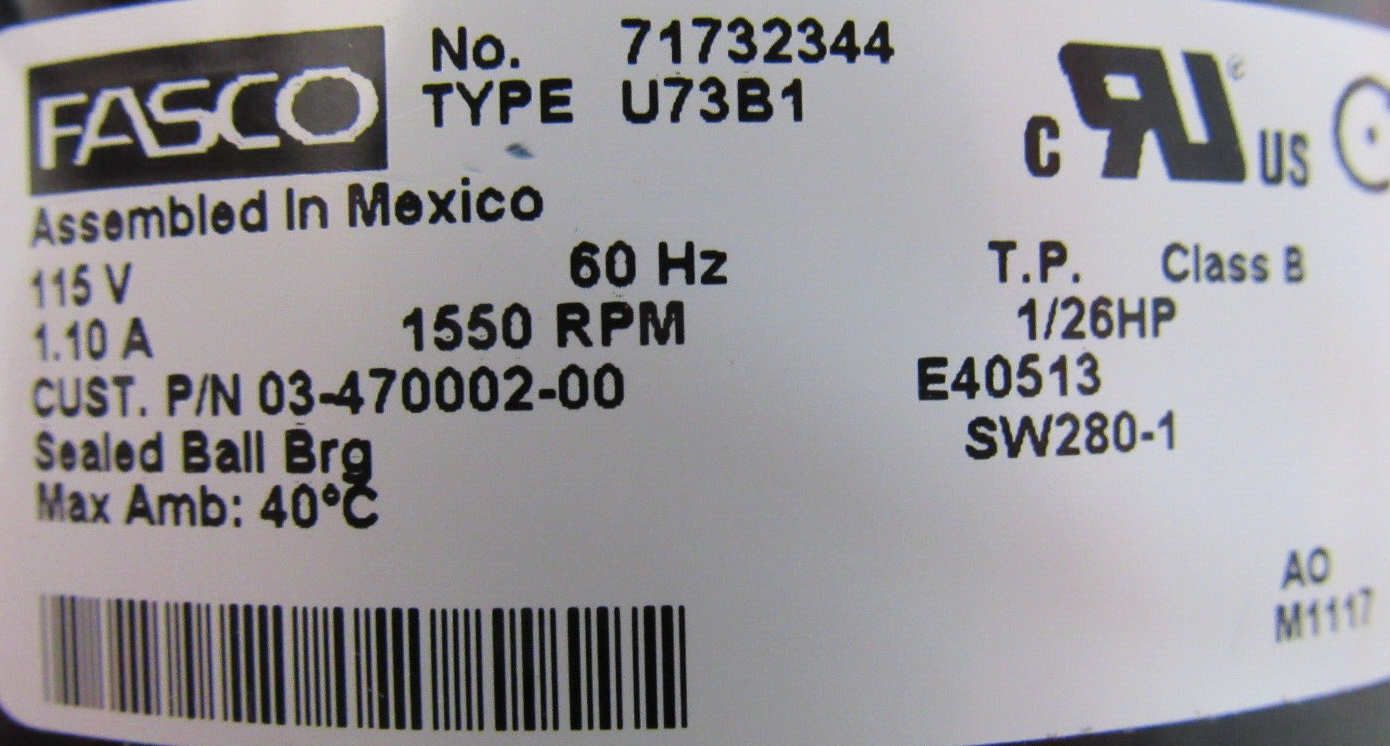 FASCO
No. 71732344
TYPE U73B1
C RU US
Assembled In Mexico
115 V 60 Hz T.P. Class B
1.10 A 1550 RPM 1/26HP
CUST. P/N 03-470002-00 E40513
Sealed Ball Brg SW280-1
Max Amb: 40°C
AO
M1117